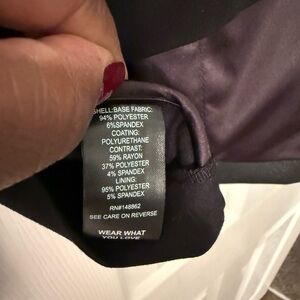 SHELL:BASE FABRIC:
94% POLYESTER
6%SPANDEX
COATING:
POLYURETHANE
CONTRAST:
59% RAYON
37% POLYESTER
4% SPANDEX
LINING:
95% POLYESTER
5% SPANDEX
RN#148862
SEE CARE ON REVERSE
WEAR WHAT
YOU LOVE